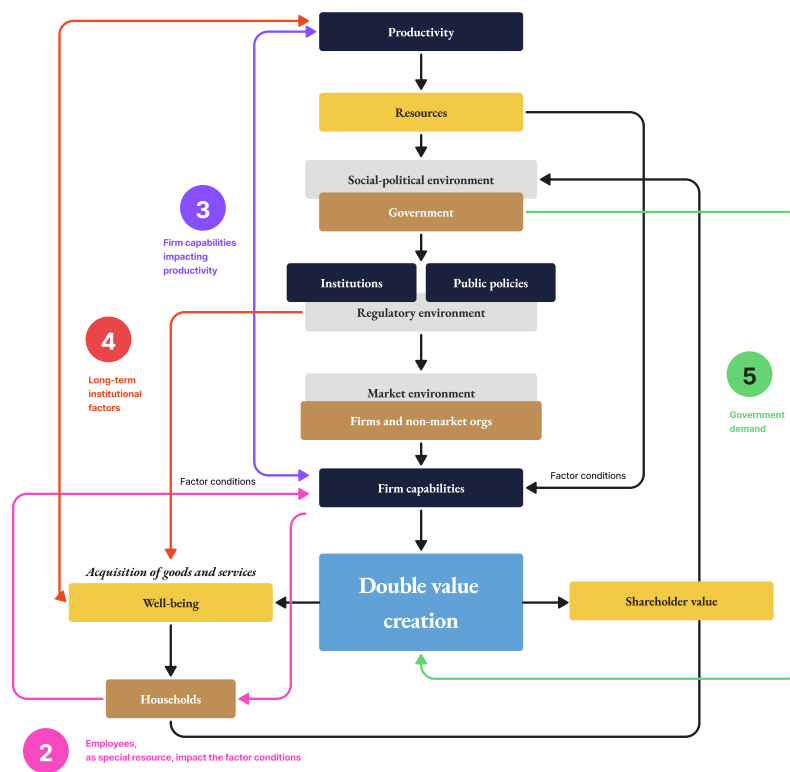 Productivity
Resources
Social-political environment
Government
3
Firm capabilities
impacting
productivity
Institutions
Public policies
Regulatory environment
4
Long-term
institutional
factors
Market environment
Firms and non-market orgs
5
Government
demand
Factor conditions
Firm capabilities
Factor conditions
Acquisition of goods and services
Well-being
Double value
creation
Shareholder value
Households
2
Employees,
as special resource, impact the factor conditions